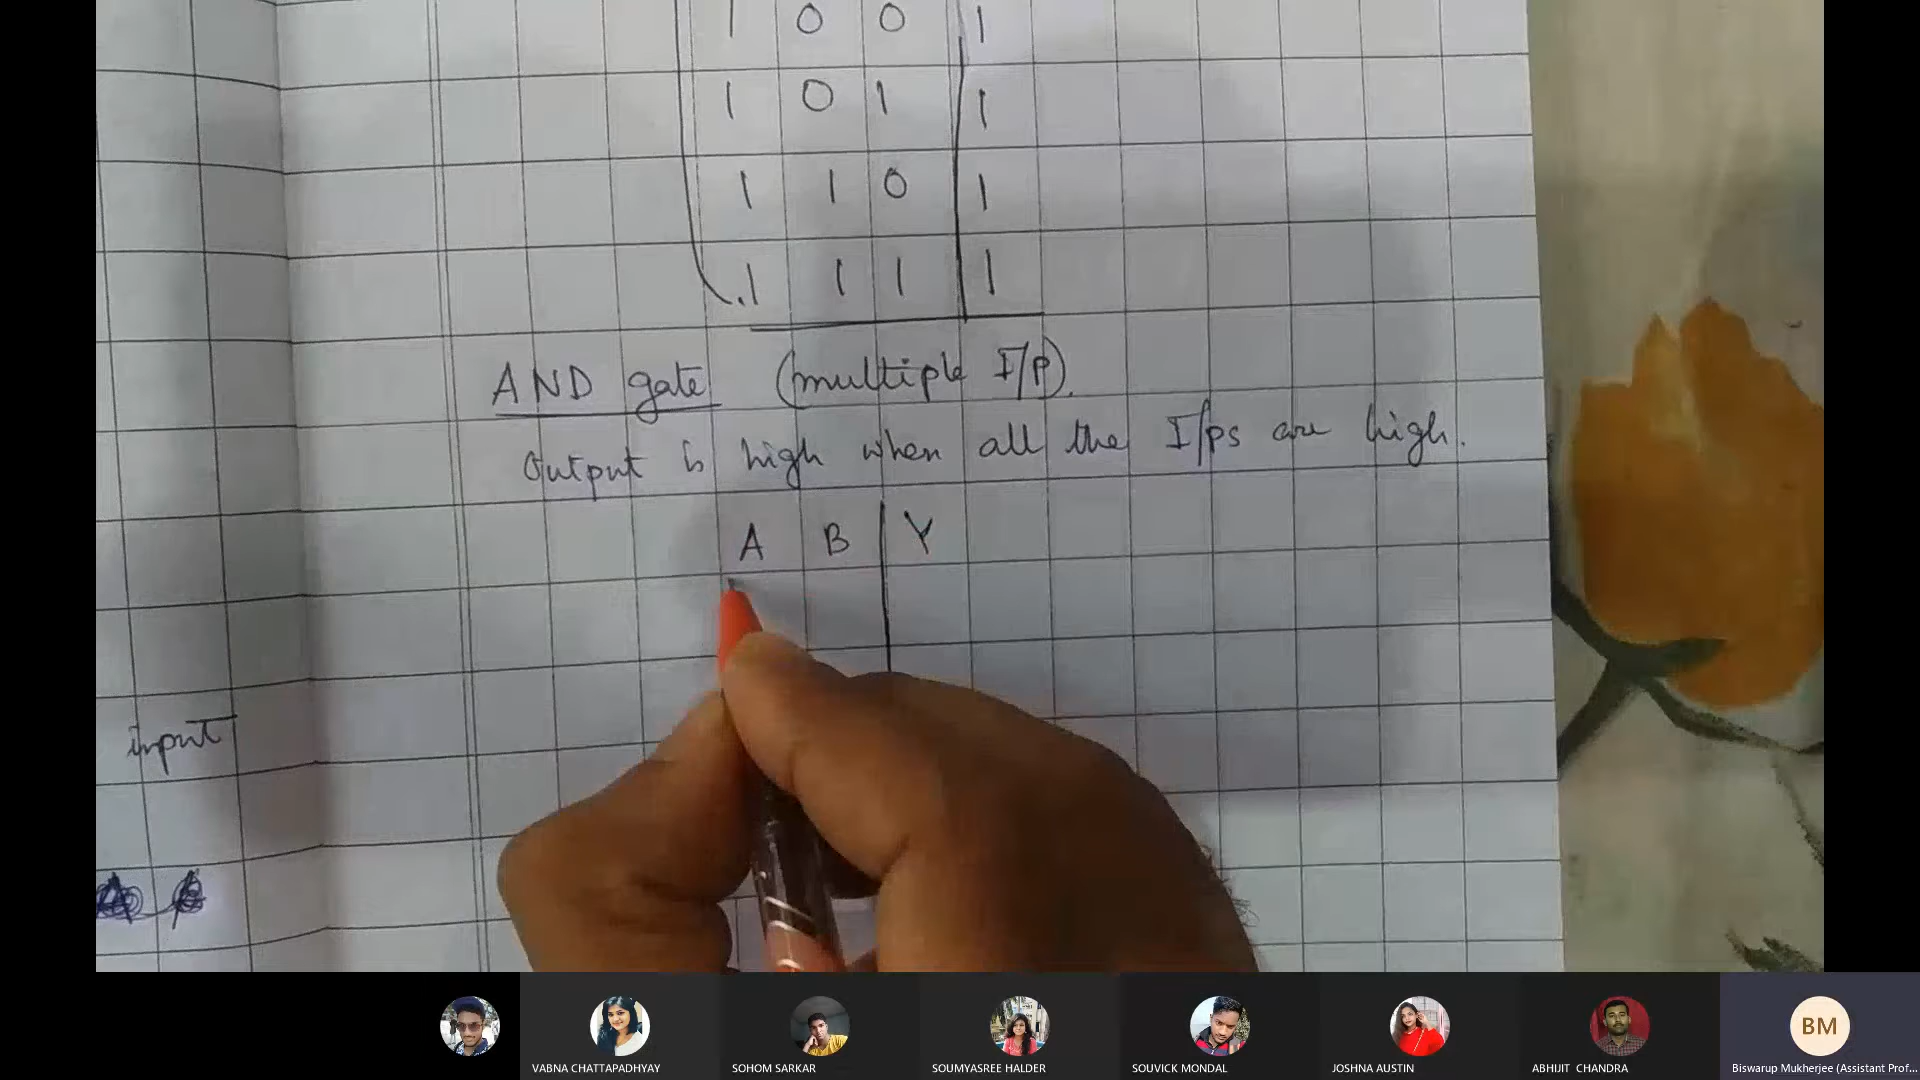 1 0 0 1
1 0 1 1
1 1 0 1
1 1 1 1
AND gate (multiple I/p).
Output is high when all the I/ps are high.
A B Y
input
VABNA CHATTAPADHYAY
SOHOM SARKAR
SOUMYASREE HALDER
SOUVICK MONDAL
JOSHNA AUSTIN
ABHIJIT CHANDRA
BM
Biswarup Mukherjee (Assistant Prof...